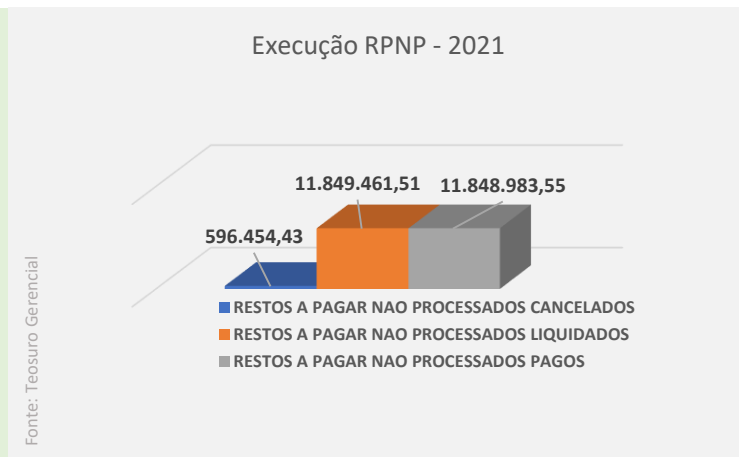 Execução RPNP - 2021
11.849.461,51
11.848.983,55
596.454,43
RESTOS A PAGAR NAO PROCESSADOS CANCELADOS
RESTOS A PAGAR NAO PROCESSADOS LIQUIDADOS
RESTOS A PAGAR NAO PROCESSADOS PAGOS
Fonte: Teosuro Gerencial